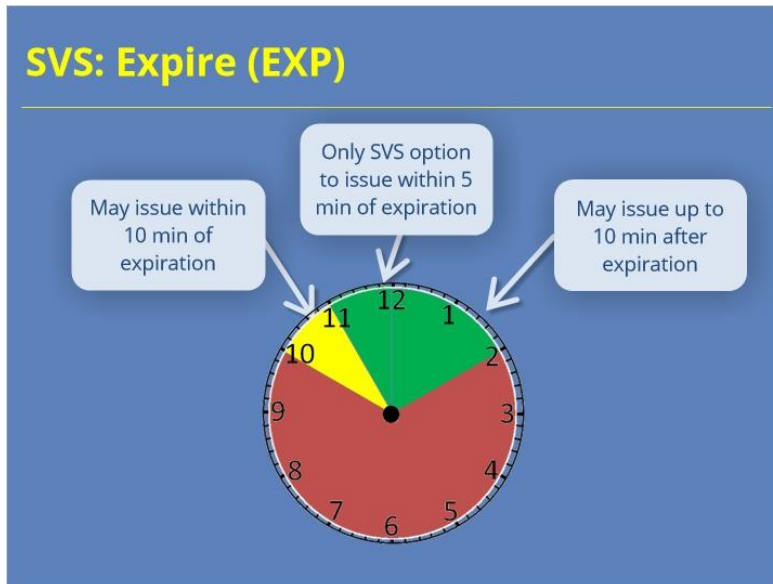 SVS: Expire (EXP)
Only SVS option
to issue within 5
min of expiration
May issue within
10 min of
expiration
May issue up to
10 min after
expiration
12
1
2
3
4
5
6
7
8
9
10
11